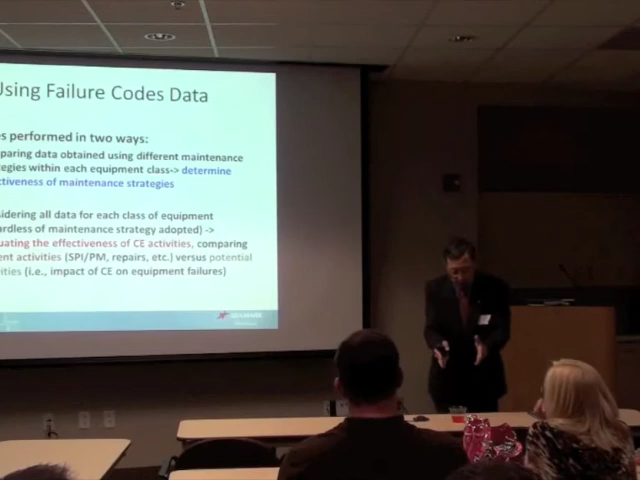 Using Failure Codes Data
s performed in two ways:
paring data obtained using different maintenance
tegies within each equipment class-> determine
ctiveness of maintenance strategies
sidering all data for each class of equipment
ardless of maintenance strategy adopted) ->
uating the effectiveness of CE activities, comparing
ent activities (SPI/PM, repairs, etc.) versus potential
ities (i.e., impact of CE on equipment failures)
ARAMARK